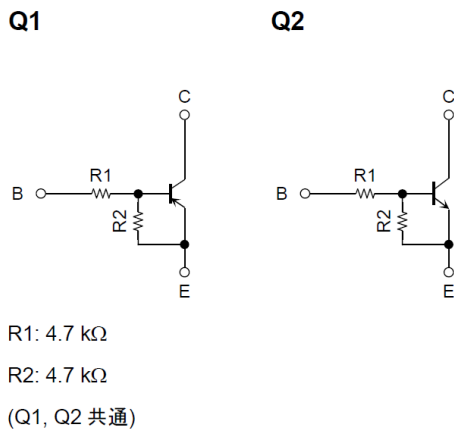 Q1 Q2
C C
R1 R1
B B
R2 R2
E E
R1: 4.7 kΩ
R2: 4.7 kΩ
(Q1, Q2 共通)